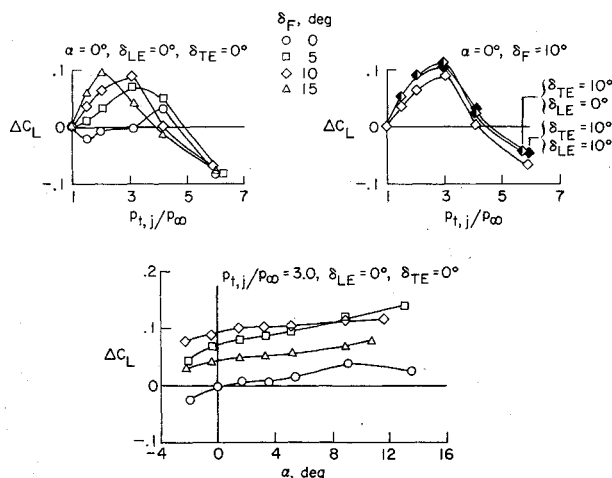 α = 0°, δLE = 0°, δTE = 0°
.1
0
-.1
ΔCL
1 3 5 7
pt,j/p∞
δF, deg
○ 0
□ 5
◇ 10
△ 15
α = 0°, δF = 10°
.1
0
-.1
ΔCL
δTE = 10°
δLE = 0°
δTE = 10°
δLE = 10°
1 3 5 7
pt,j/p∞
pt,j/p∞ = 3.0, δLE = 0°, δTE = 0°
.2
.1
0
-.1
ΔCL
-4 0 4 8 12 16
α, deg